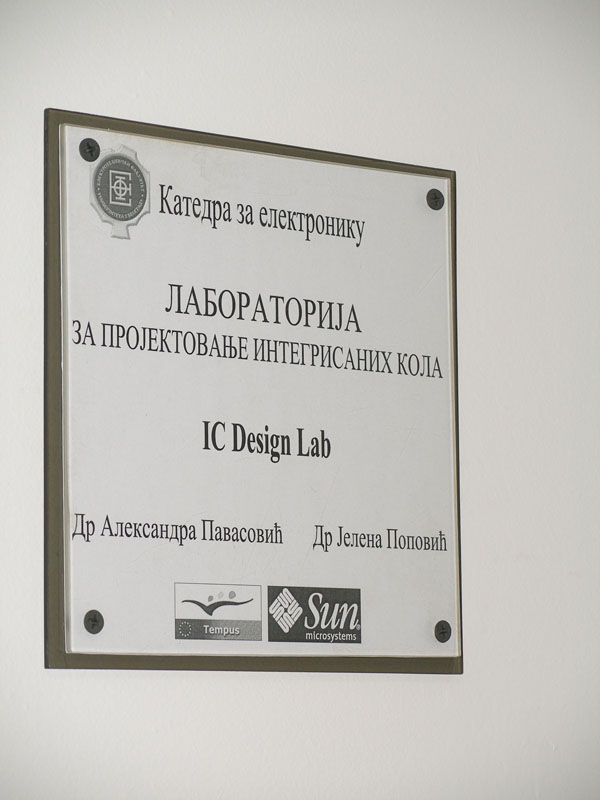 Катедра за електронику
ЛАБОРАТОРИЈА
ЗА ПРОЈЕКТОВАЊЕ ИНТЕГРИСАНИХ КОЛА
IC Design Lab
Др Александра Павасовић Др Јелена Поповић
Tempus
Sun
microsystems